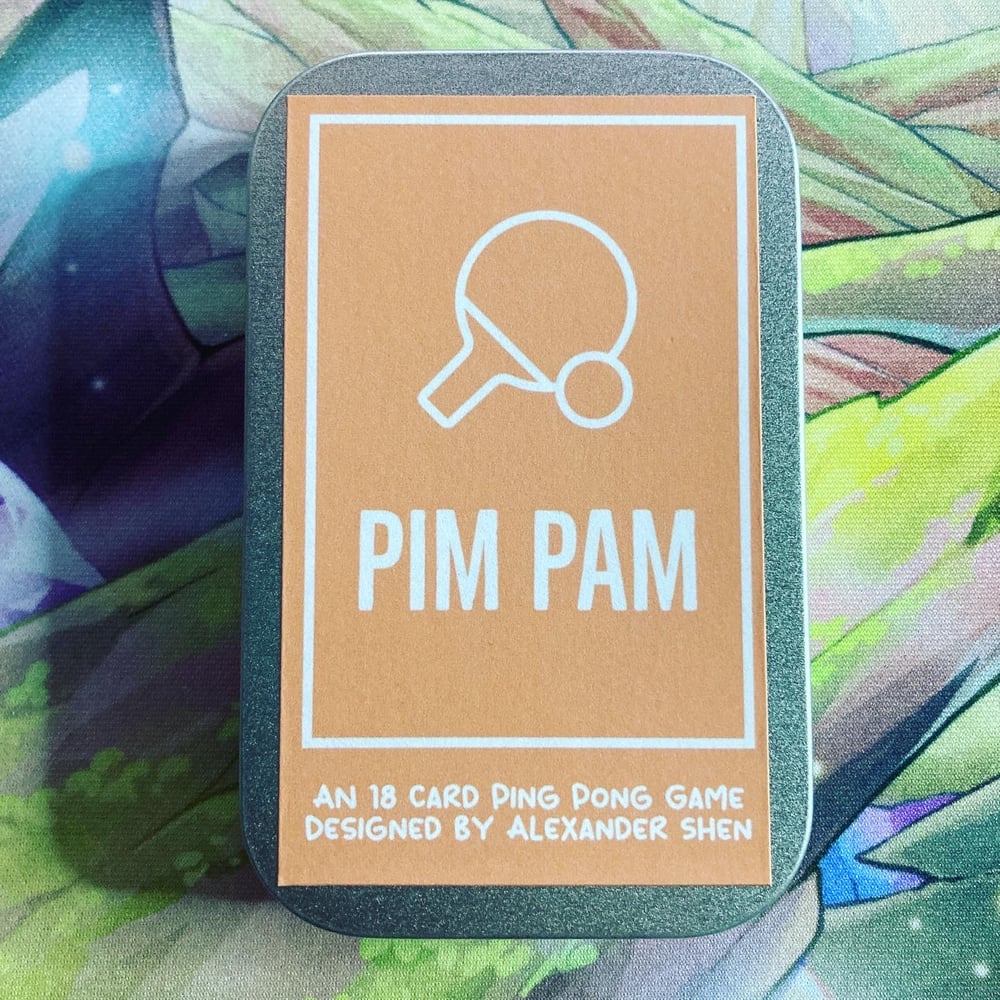 PIM PAM
AN 18 CARD PING PONG GAME
DESIGNED BY ALEXANDER SHEN